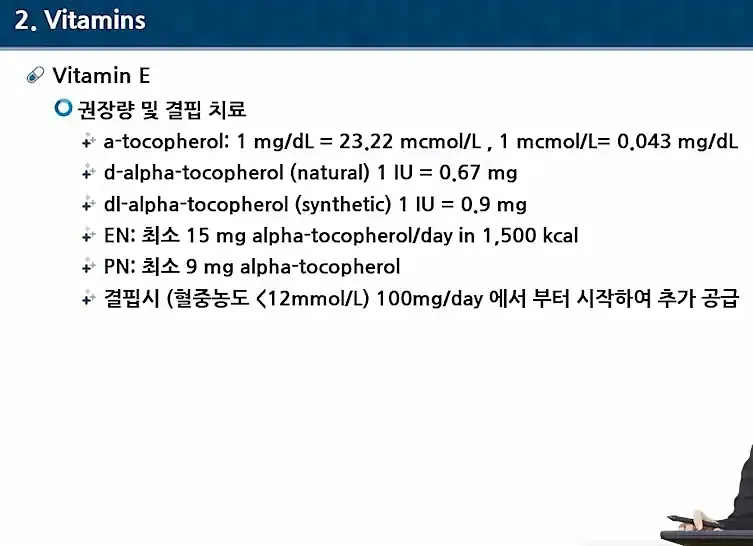 2. Vitamins
Vitamin E
권장량 및 결핍 치료
a-tocopherol: 1 mg/dL = 23.22 mcmol/L , 1 mcmol/L= 0.043 mg/dL
d-alpha-tocopherol (natural) 1 IU = 0.67 mg
dl-alpha-tocopherol (synthetic) 1 IU = 0.9 mg
EN: 최소 15 mg alpha-tocopherol/day in 1,500 kcal
PN: 최소 9 mg alpha-tocopherol
결핍시 (혈중농도 <12mmol/L) 100mg/day 에서 부터 시작하여 추가 공급